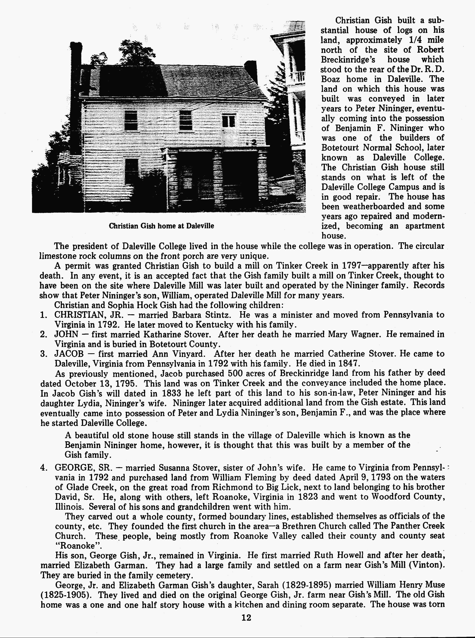 Christian Gish built a sub-
stantial house of logs on his
land, approximately 1/4 mile
north of the site of Robert
Breckinridge's house which
stood to the rear of the Dr. R. D.
Boaz home in Daleville. The
land on which this house was
built was conveyed in later
years to Peter Nininger, eventu-
ally coming into the possession
of Benjamin F. Nininger who
was one of the builders of
Botetourt Normal School, later
known as Daleville College.
The Christian Gish house still
stands on what is left of the
Daleville College Campus and is
in good repair. The house has
been weatherboarded and some
years ago repaired and modern-
ized, becoming an apartment
house.
Christian Gish home at Daleville
The president of Daleville College lived in the house while the college was in operation. The circular
limestone rock columns on the front porch are very unique.
A permit was granted Christian Gish to build a mill on Tinker Creek in 1797—apparently after his
death. In any event, it is an accepted fact that the Gish family built a mill on Tinker Creek, thought to
have been on the site where Daleville Mill was later built and operated by the Nininger family. Records
show that Peter Nininger's son, William, operated Daleville Mill for many years.
Christian and Sophia Hock Gish had the following children:
1. CHRISTIAN, JR. — married Barbara Stintz. He was a minister and moved from Pennsylvania to
Virginia in 1792. He later moved to Kentucky with his family.
2. JOHN — first married Katharine Stover. After her death he married Mary Wagner. He remained in
Virginia and is buried in Botetourt County.
3. JACOB — first married Ann Vinyard. After her death he married Catherine Stover. He came to
Daleville, Virginia from Pennsylvania in 1792 with his family. He died in 1847.
As previously mentioned, Jacob purchased 500 acres of Breckinridge land from his father by deed
dated October 13, 1795. This land was on Tinker Creek and the conveyance included the home place.
In Jacob Gish's will dated in 1833 he left part of this land to his son-in-law, Peter Nininger and his
daughter Lydia, Nininger's wife. Nininger later acquired additional land from the Gish estate. This land
eventually came into possession of Peter and Lydia Nininger's son, Benjamin F., and was the place where
he started Daleville College.
A beautiful old stone house still stands in the village of Daleville which is known as the
Benjamin Nininger home, however, it is thought that this was built by a member of the
Gish family.
4. GEORGE, SR. — married Susanna Stover, sister of John's wife. He came to Virginia from Pennsyl-
vania in 1792 and purchased land from William Fleming by deed dated April 9, 1793 on the waters
of Glade Creek, on the great road from Richmond to Big Lick, next to land belonging to his brother
David, Sr. He, along with others, left Roanoke, Virginia in 1823 and went to Woodford County,
Illinois. Several of his sons and grandchildren went with him.
They carved out a whole county, formed boundary lines, established themselves as officials of the
county, etc. They founded the first church in the area—a Brethren Church called The Panther Creek
Church. These people, being mostly from Roanoke Valley called their county and county seat
"Roanoke".
His son, George Gish, Jr., remained in Virginia. He first married Ruth Howell and after her death,
married Elizabeth Garman. They had a large family and settled on a farm near Gish's Mill (Vinton).
They are buried in the family cemetery.
George, Jr. and Elizabeth Garman Gish's daughter, Sarah (1829-1895) married William Henry Muse
(1825-1905). They lived and died on the original George Gish, Jr. farm near Gish's Mill. The old Gish
home was a one and one half story house with a kitchen and dining room separate. The house was torn
12